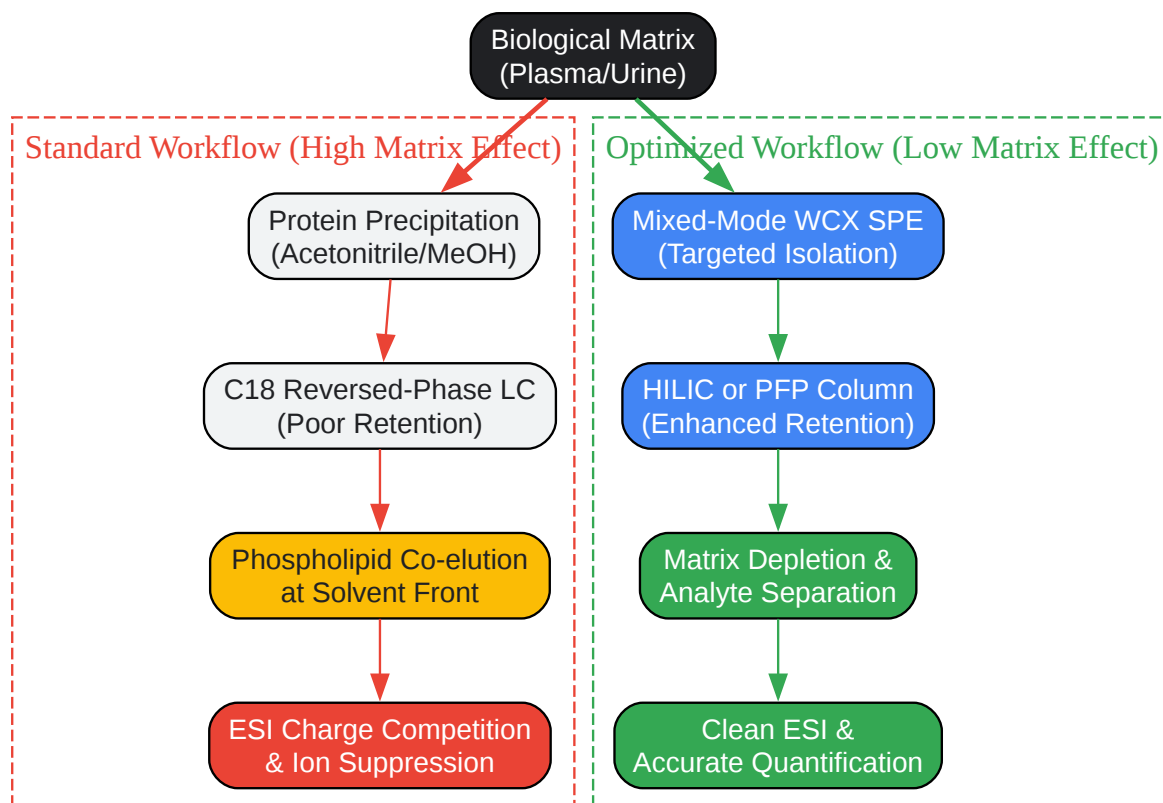 Biological Matrix
(Plasma/Urine)
Standard Workflow (High Matrix Effect)
Protein Precipitation
(Acetonitrile/MeOH)
C18 Reversed-Phase LC
(Poor Retention)
Phospholipid Co-elution
at Solvent Front
ESI Charge Competition
& Ion Suppression
Optimized Workflow (Low Matrix Effect)
Mixed-Mode WCX SPE
(Targeted Isolation)
HILIC or PFP Column
(Enhanced Retention)
Matrix Depletion &
Analyte Separation
Clean ESI &
Accurate Quantification